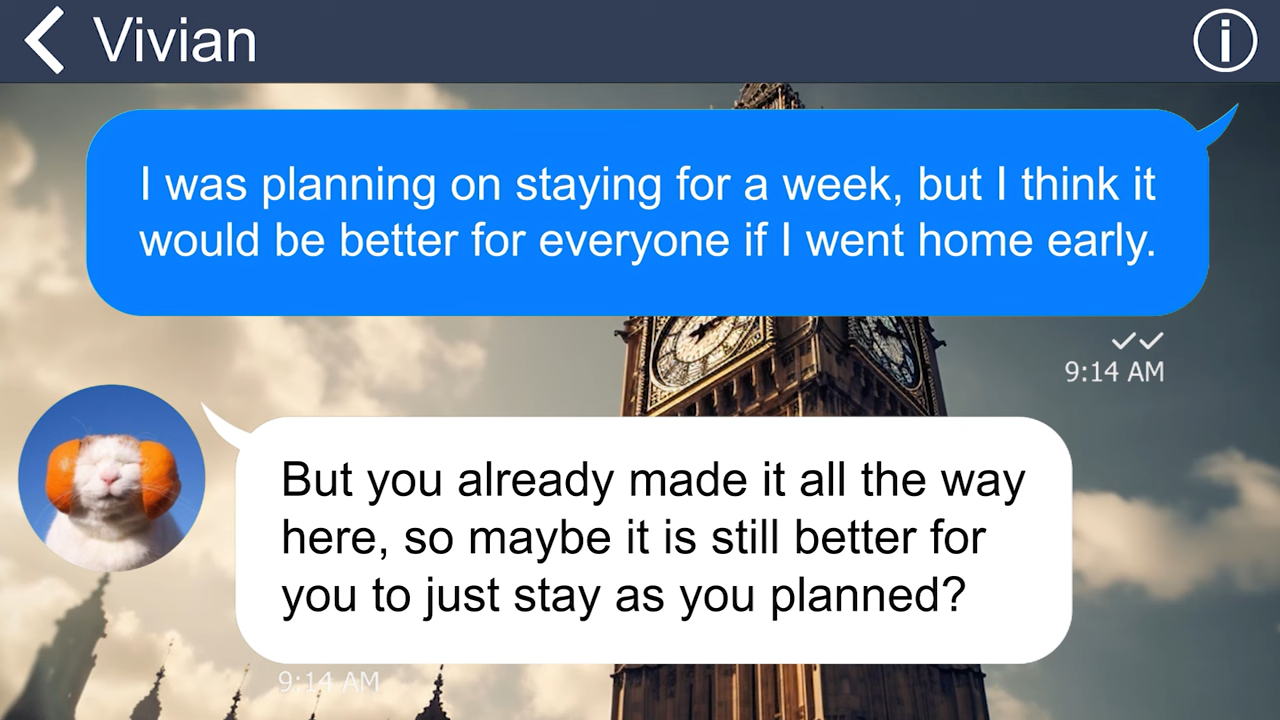 Vivian
I was planning on staying for a week, but I think it
would be better for everyone if I went home early.
9:14 AM
But you already made it all the way
here, so maybe it is still better for
you to just stay as you planned?
9:14 AM